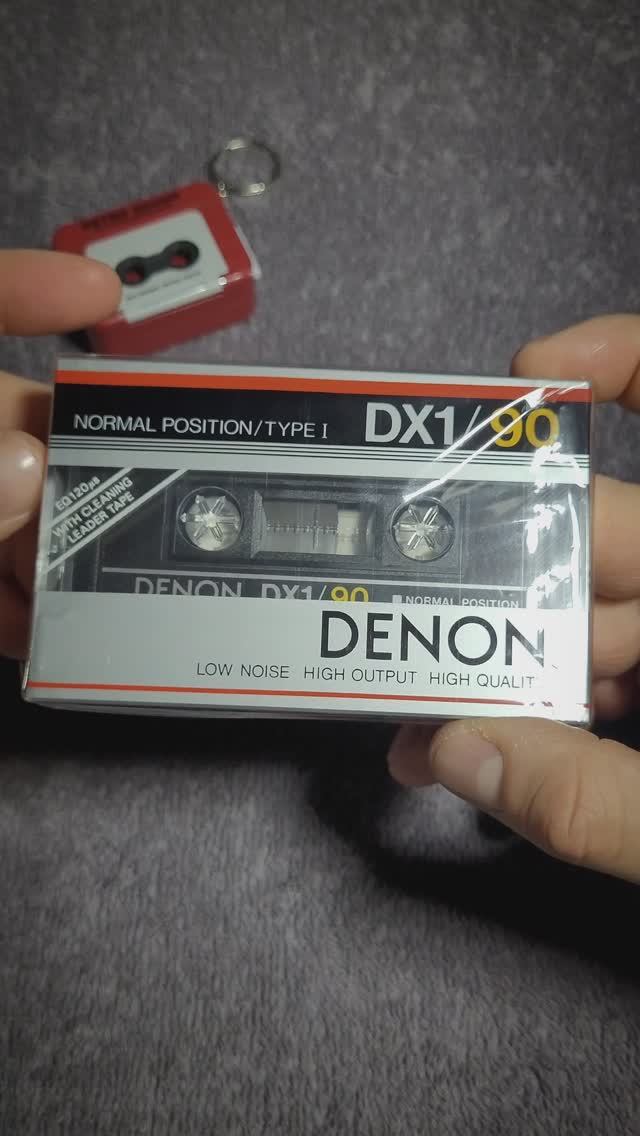 NORMAL POSITION/TYPE I DX1/90
EQ120μs
WITH CLEANING
LEADER TAPE
DENON DX1/90 NORMAL POSITION
DENON
LOW NOISE HIGH OUTPUT HIGH QUALIT